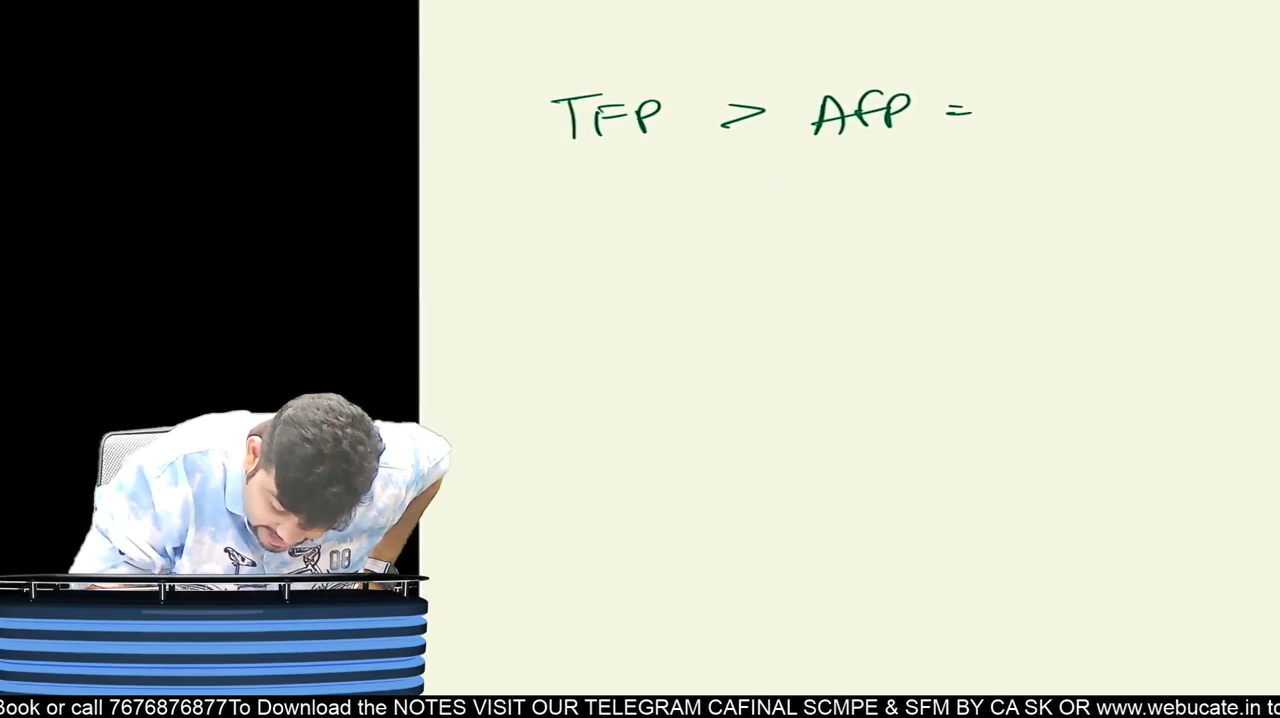 TFP > AFP =
08
Book or call 7676876877To Download the NOTES VISIT OUR TELEGRAM CAFINAL SCMPE & SFM BY CA SK OR www.webucate.in to